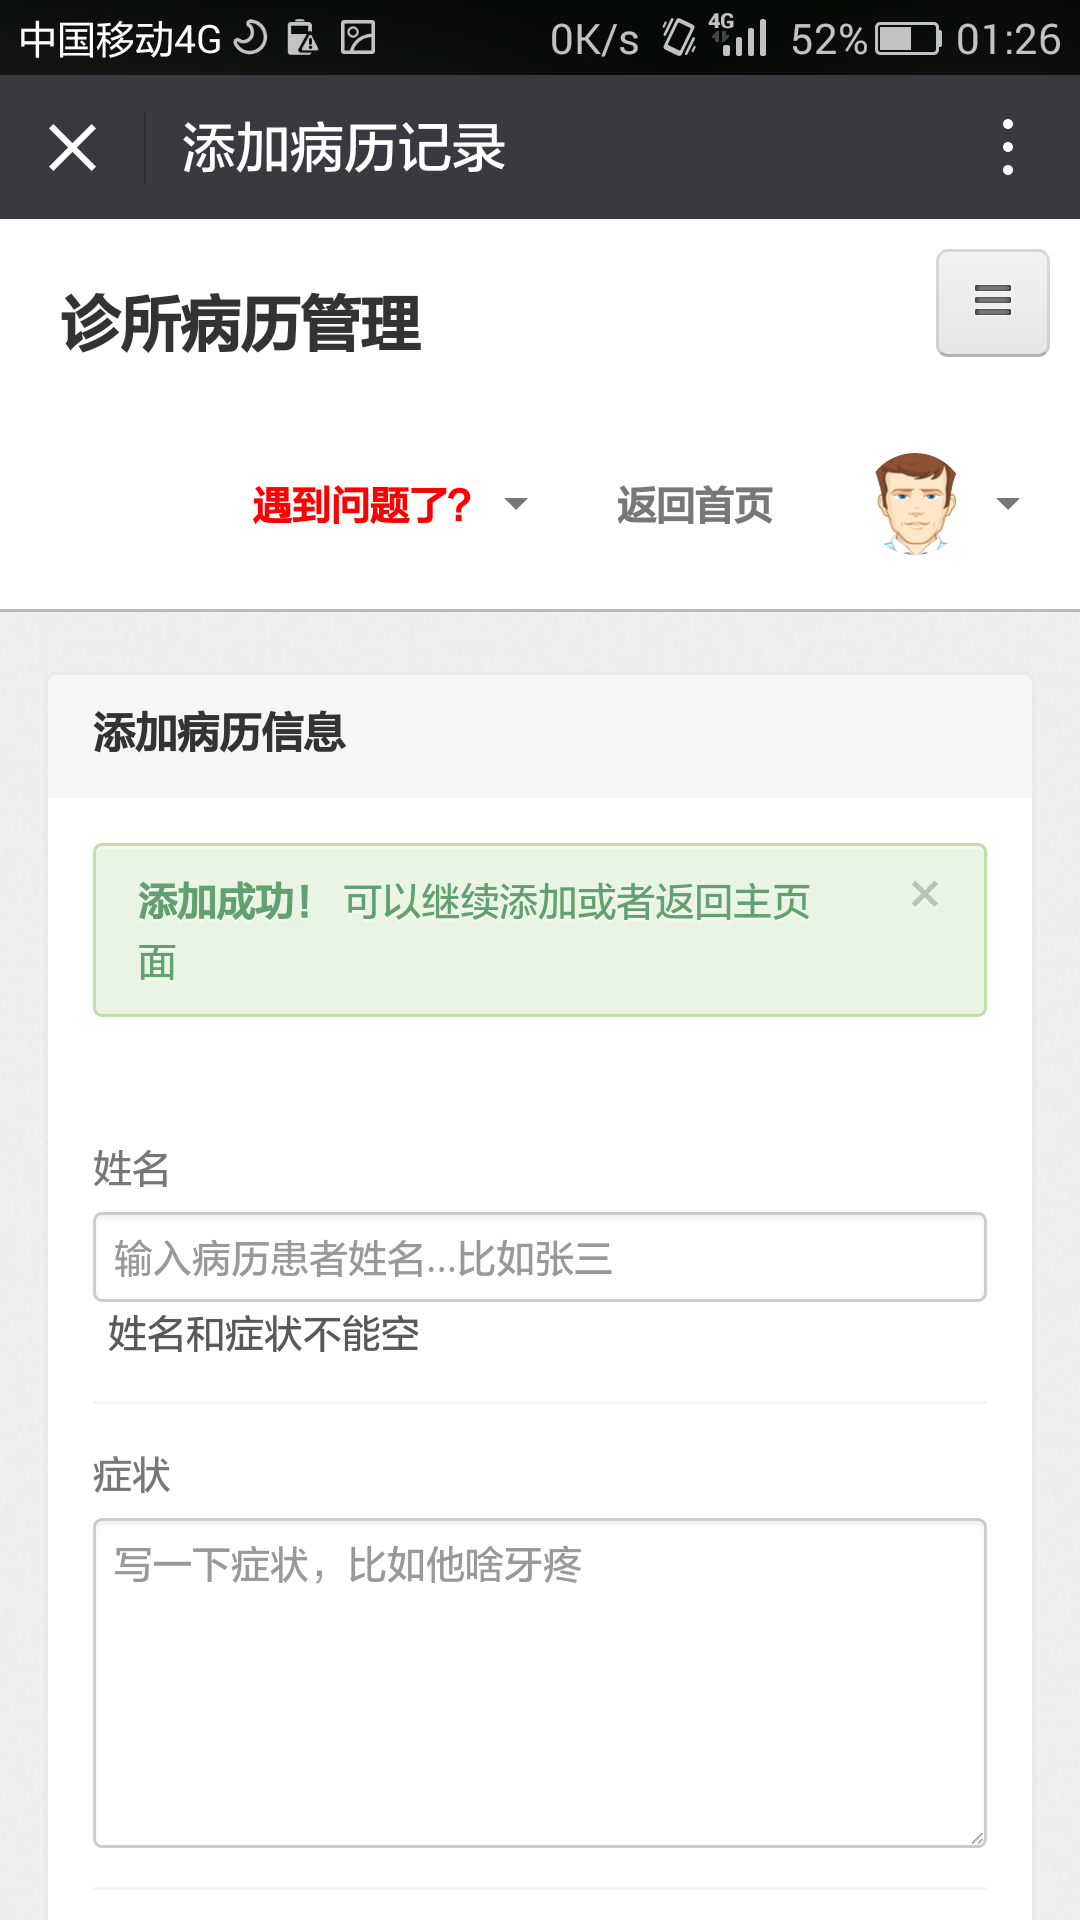 中国移动4G 0K/s 4G 52% 01:26
添加病历记录
诊所病历管理
遇到问题了? 返回首页
添加病历信息
添加成功！ 可以继续添加或者返回主页
面
姓名
输入病历患者姓名...比如张三
姓名和症状不能空
症状
写一下症状，比如他啥牙疼